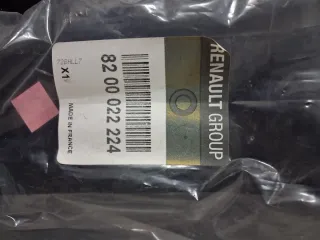 RENAULT GROUP
82 00 022 224
X1
MADE IN FRANCE